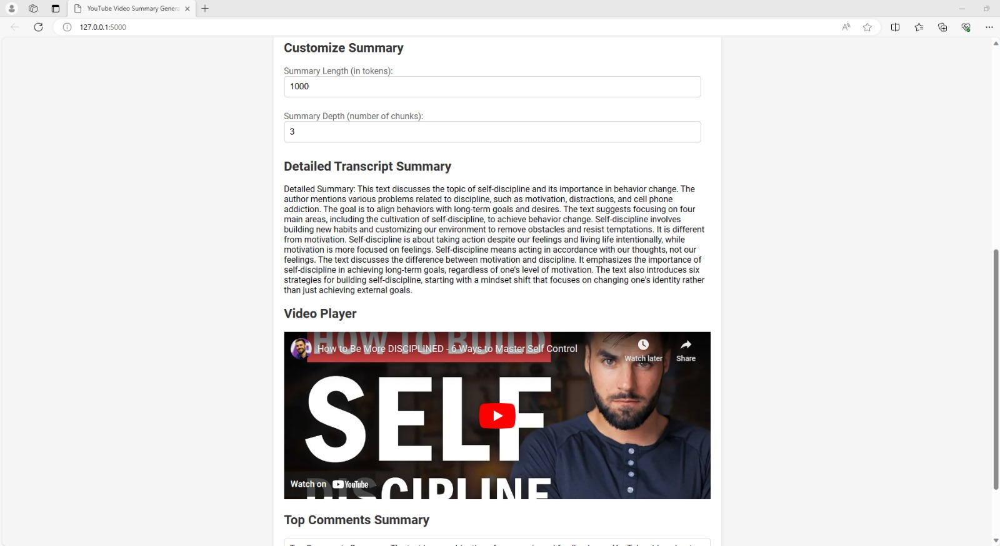 YouTube Video Summary Genera
127.0.0.1:5000
Customize Summary
Summary Length (in tokens):
1000
Summary Depth (number of chunks):
3
Detailed Transcript Summary
Detailed Summary: This text discusses the topic of self-discipline and its importance in behavior change. The
author mentions various problems related to discipline, such as motivation, distractions, and cell phone
addiction. The goal is to align behaviors with long-term goals and desires. The text suggests focusing on four
main areas, including the cultivation of self-discipline, to achieve behavior change. Self-discipline involves
building new habits and customizing our environment to remove obstacles and resist temptations. It is different
from motivation. Self-discipline is about taking action despite our feelings and living life intentionally, while
motivation is more focused on feelings. Self-discipline means acting in accordance with our thoughts, not our
feelings. The text discusses the difference between motivation and discipline. It emphasizes the importance of
self-discipline in achieving long-term goals, regardless of one's level of motivation. The text also introduces six
strategies for building self-discipline, starting with a mindset shift that focuses on changing one's identity rather
than just achieving external goals.
Video Player
HOW TO BUILD
How to Be More DISCIPLINED - 6 Ways to Master Self Control
Watch later
Share
SELF
DISCIPLINE
Watch on YouTube
Top Comments Summary